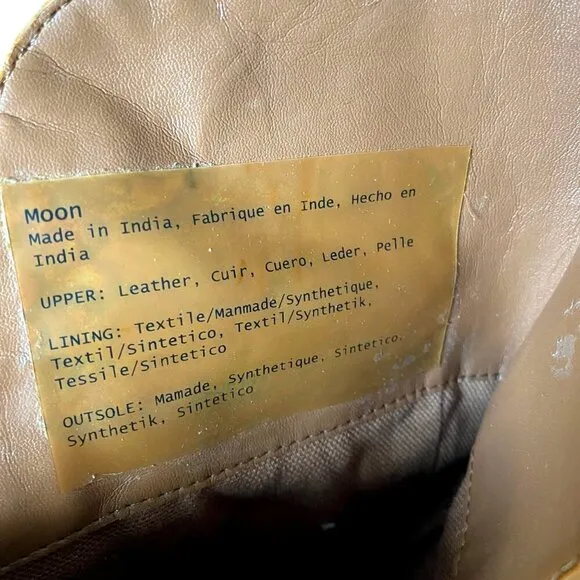 Moon
Made in India, Fabrique en Inde, Hecho en
India
UPPER: Leather, Cuir, Cuero, Leder, Pelle
LINING: Textile/Manmade/Synthetique,
Textil/Sintetico, Textil/Synthetik,
Tessile/Sintetico
OUTSOLE: Mamade, Synthetique, Sintetico.
Synthetik, Sintetico